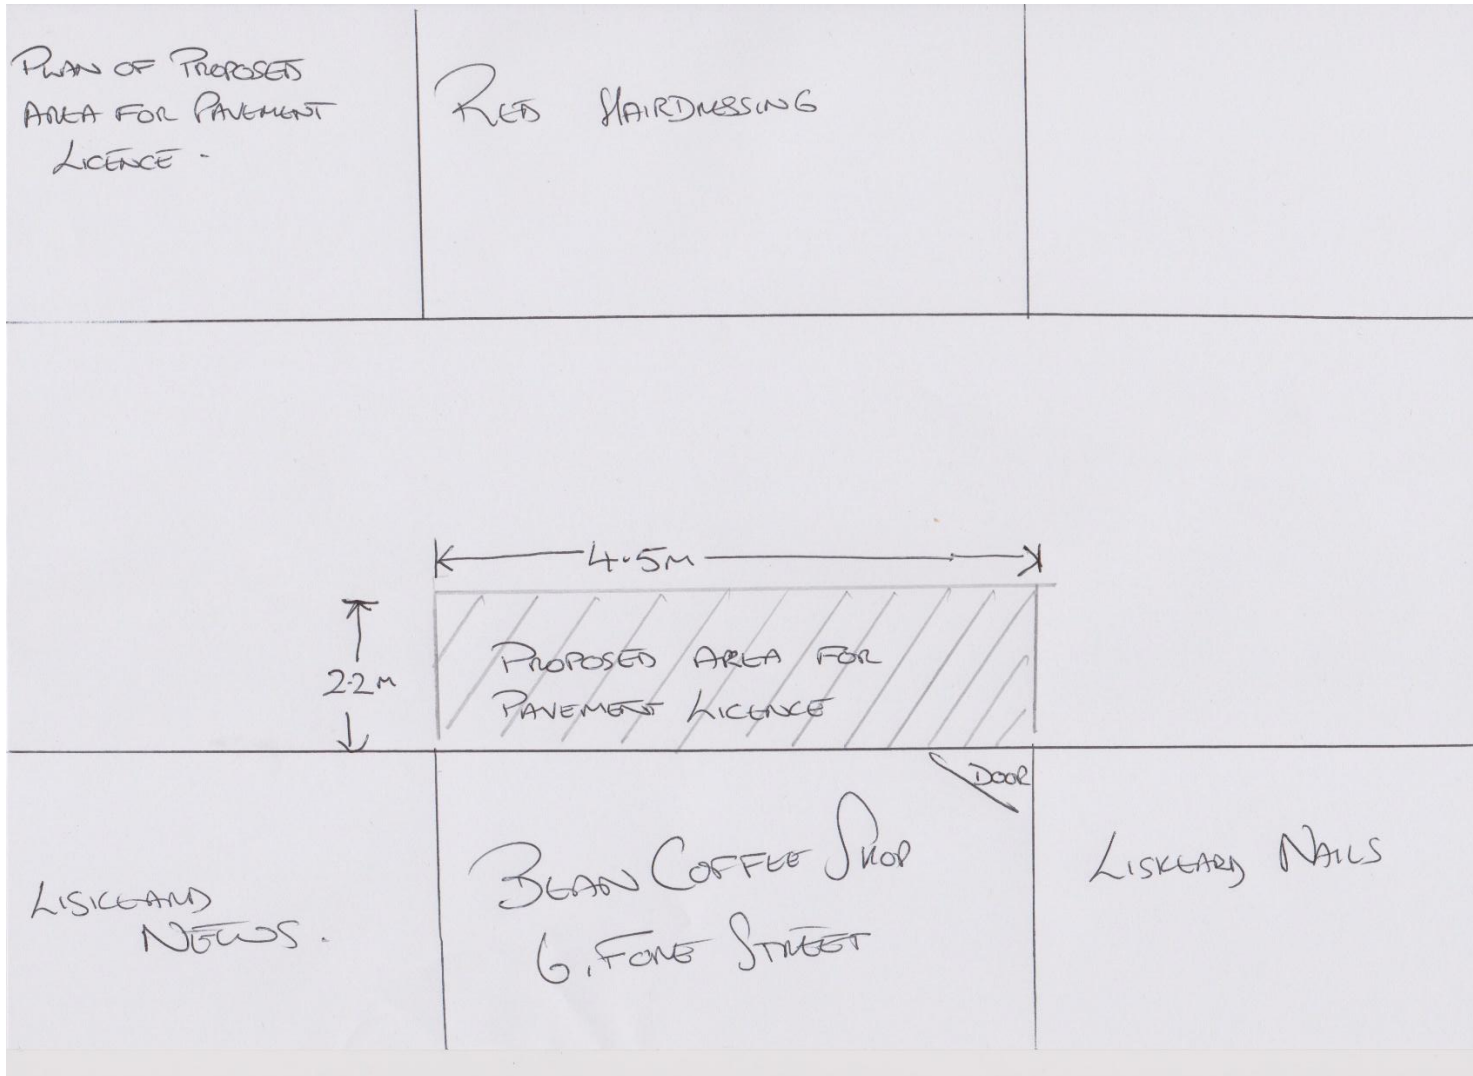 PLAN OF PROPOSED
AREA FOR PAVEMENT
LICENCE -
RED HAIRDRESSING
4.5M
2.2M
PROPOSED AREA FOR
PAVEMENT LICENCE
DOOR
BEAN COFFEE SHOP
6, FORE STREET
LISKEARD NAILS
LISKEARD
NEWS.